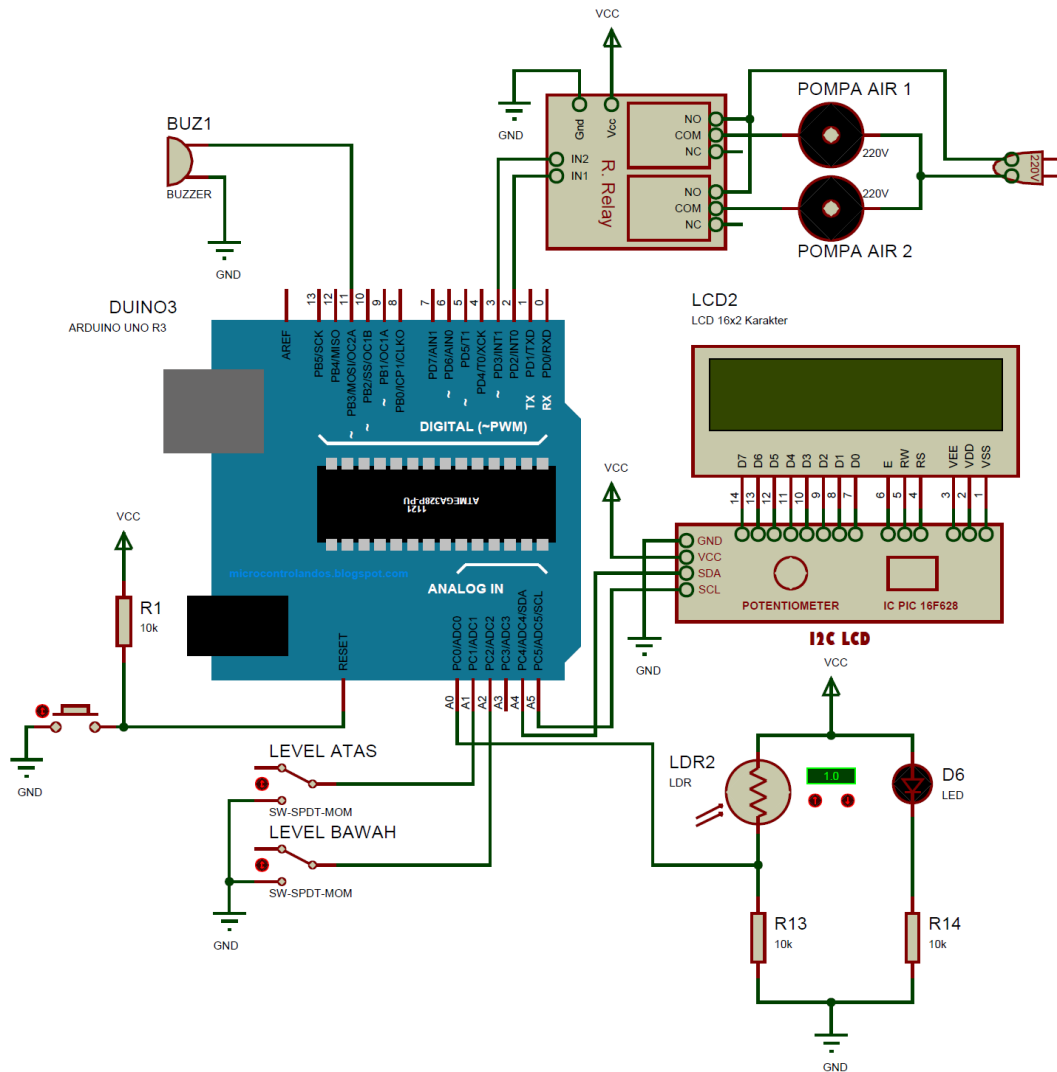 VCC
GND
Gnd
Vcc
IN2
IN1
R. Relay
NO
COM
NC
NO
COM
NC
POMPA AIR 1
220V
220V
220V
POMPA AIR 2
BUZ1
BUZZER
GND
DUINO3
ARDUINO UNO R3
AREF
13
12
11
10
9
8
7
6
5
4
3
2
1
0
PB5/SCK
PB4/MISO
PB3/MOSI/OC2A
PB2/SS/OC1B
PB1/OC1A
PB0/ICP1/CLKO
PD7/AIN1
PD6/AIN0
PD5/T1
PD4/T0/XCK
PD3/INT1
PD2/INT0
PD1/TXD
PD0/RXD
~
~
~
~
~
~
TX
RX
DIGITAL (~PWM)
ATMEGA328P-PU
1121
microcontrolandos.blogspot.com
ANALOG IN
RESET
PC0/ADC0
PC1/ADC1
PC2/ADC2
PC3/ADC3
PC4/ADC4/SDA
PC5/ADC5/SCL
A0
A1
A2
A3
A4
A5
LCD2
LCD 16x2 Karakter
D7
D6
D5
D4
D3
D2
D1
D0
E
RW
RS
VEE
VDD
VSS
14
13
12
11
10
9
8
7
6
5
4
3
2
1
VCC
GND
VCC
SDA
SCL
POTENTIOMETER
IC PIC 16F628
I2C LCD
GND
VCC
R1
10k
GND
LEVEL ATAS
SW-SPDT-MOM
LEVEL BAWAH
SW-SPDT-MOM
GND
VCC
LDR2
LDR
1.0
D6
LED
R13
10k
R14
10k
GND